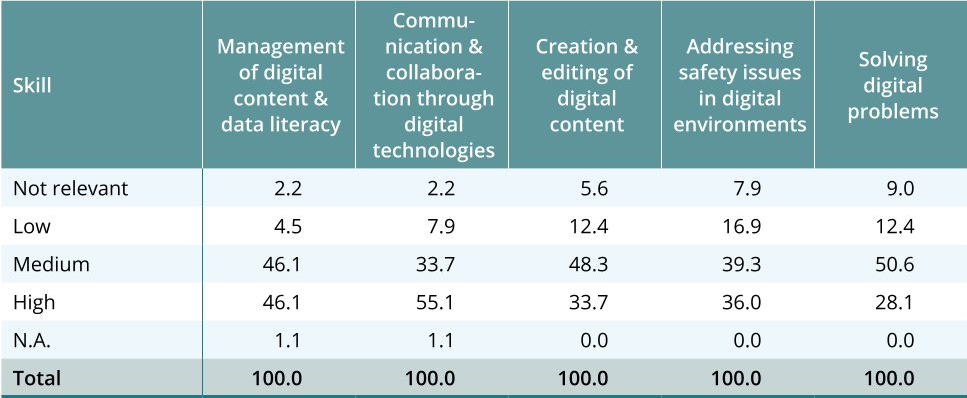 Skill
Management
of digital
content &
data literacy
Commu-
nication &
collabora-
tion through
digital
technologies
Creation &
editing of
digital
content
Addressing
safety issues
in digital
environments
Solving
digital
problems
Not relevant 2.2 2.2 5.6 7.9 9.0
Low 4.5 7.9 12.4 16.9 12.4
Medium 46.1 33.7 48.3 39.3 50.6
High 46.1 55.1 33.7 36.0 28.1
N.A. 1.1 1.1 0.0 0.0 0.0
Total 100.0 100.0 100.0 100.0 100.0